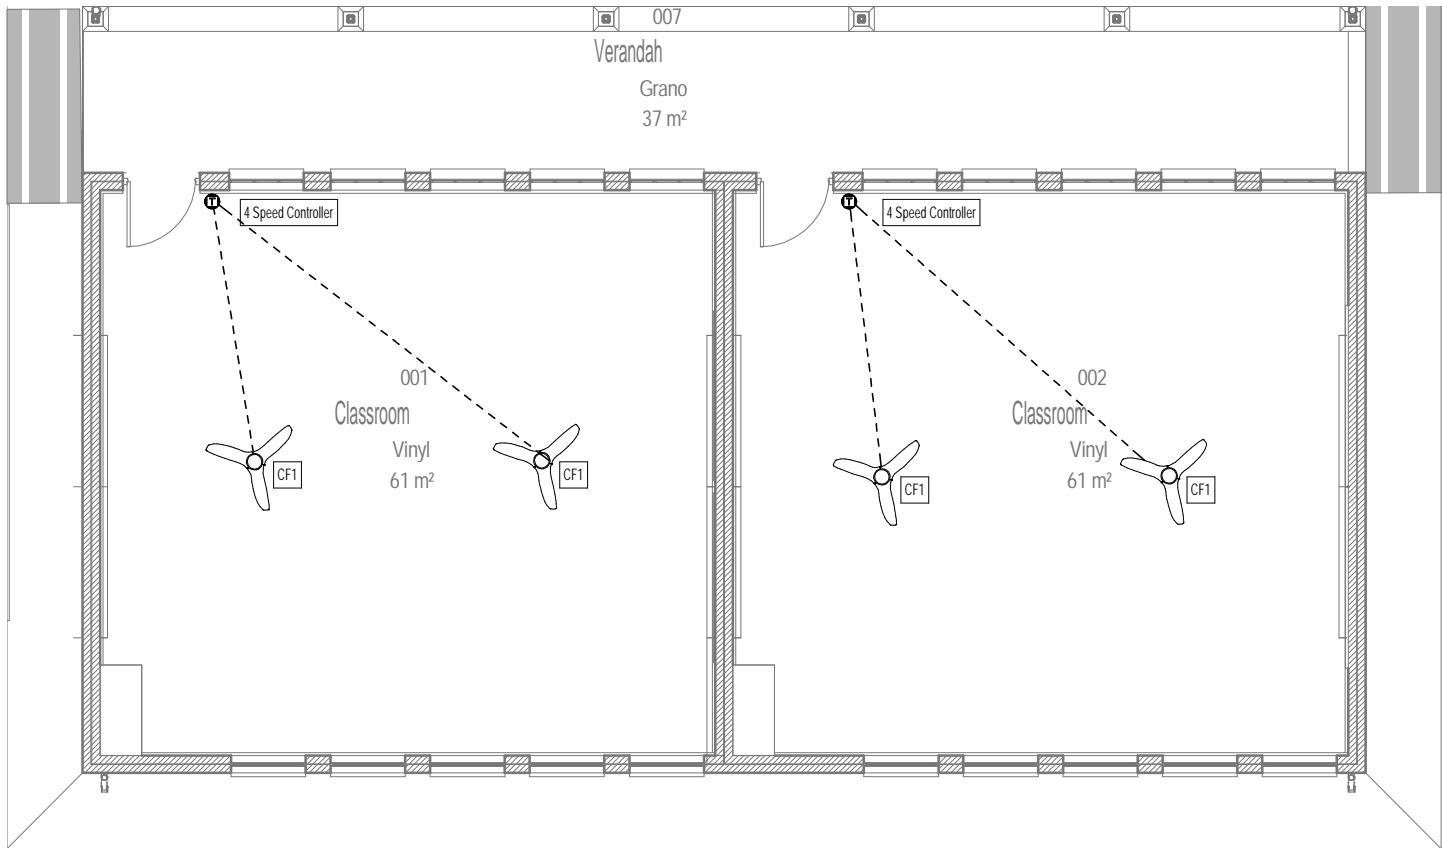 007
Verandah
Grano
37 m²
T
4 Speed Controller
T
4 Speed Controller
001
Classroom
Vinyl
61 m²
CF1
CF1
002
Classroom
Vinyl
61 m²
CF1
CF1